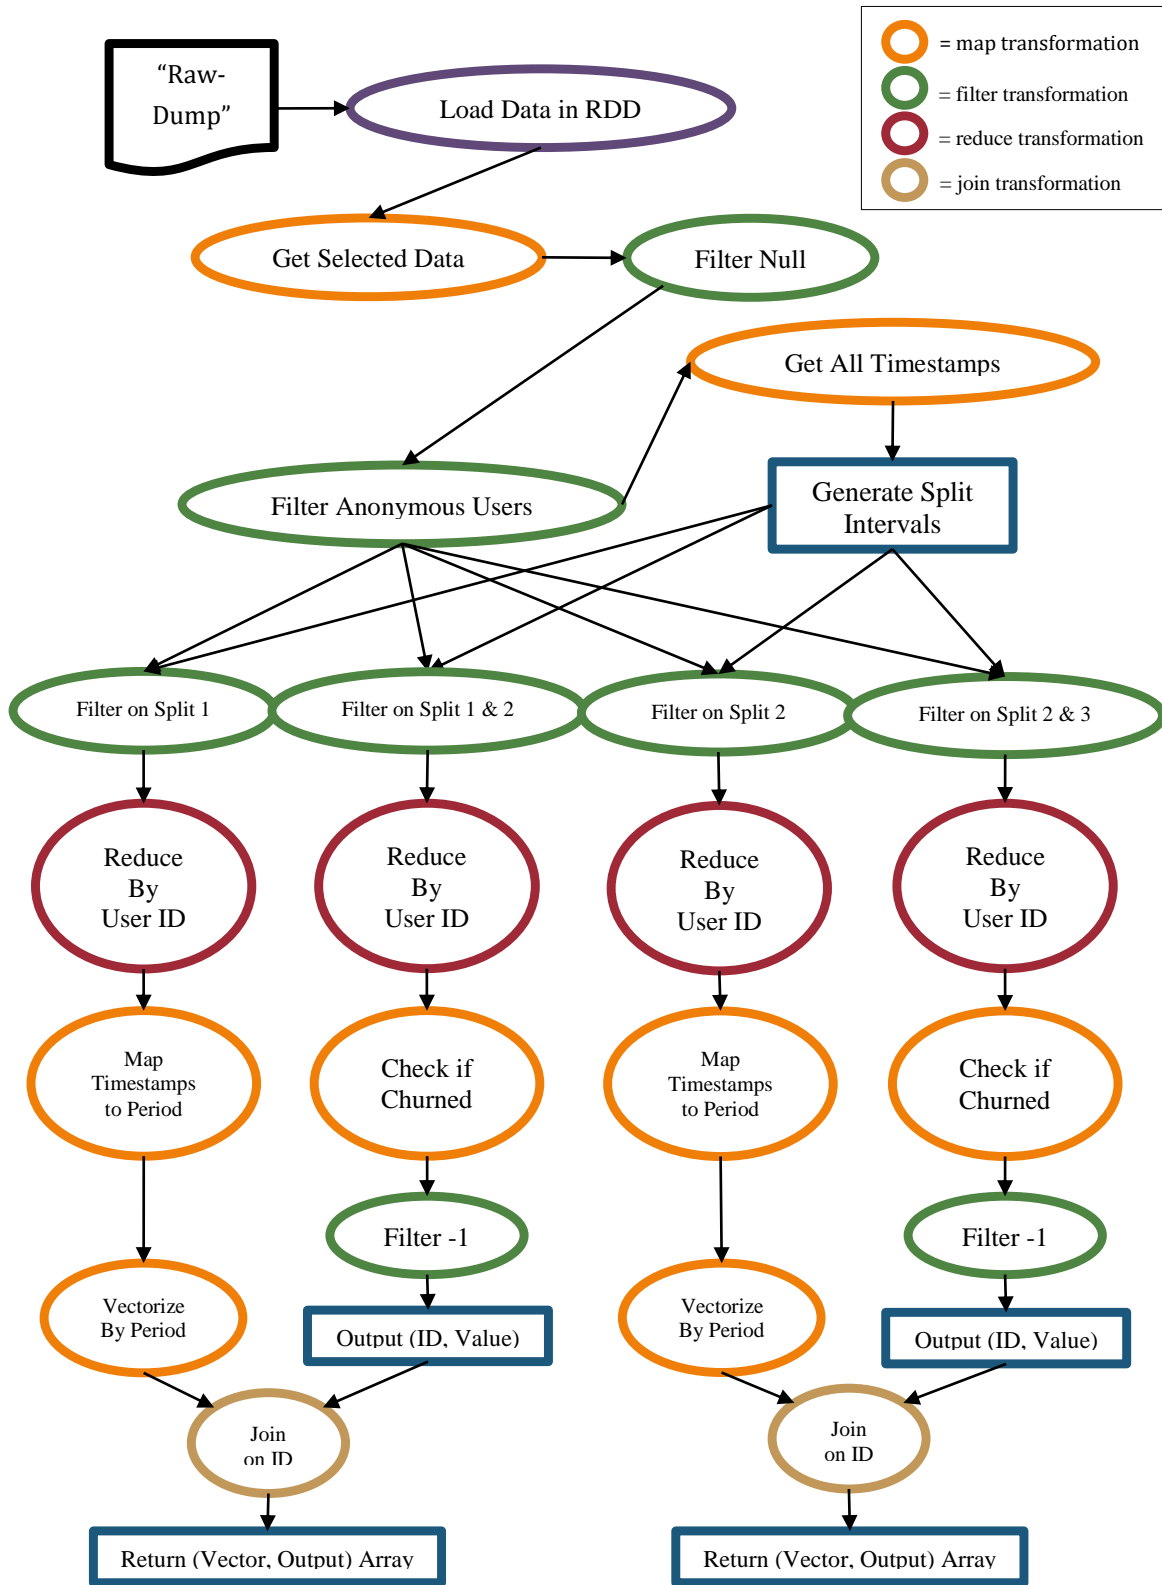 “Raw-
Dump”
Load Data in RDD
= map transformation
= filter transformation
= reduce transformation
= join transformation
Get Selected Data
Filter Null
Get All Timestamps
Filter Anonymous Users
Generate Split
Intervals
Filter on Split 1
Filter on Split 1 & 2
Filter on Split 2
Filter on Split 2 & 3
Reduce
By
User ID
Reduce
By
User ID
Reduce
By
User ID
Reduce
By
User ID
Map
Timestamps
to Period
Check if
Churned
Map
Timestamps
to Period
Check if
Churned
Filter -1
Filter -1
Vectorize
By Period
Output (ID, Value)
Vectorize
By Period
Output (ID, Value)
Join
on ID
Join
on ID
Return (Vector, Output) Array
Return (Vector, Output) Array